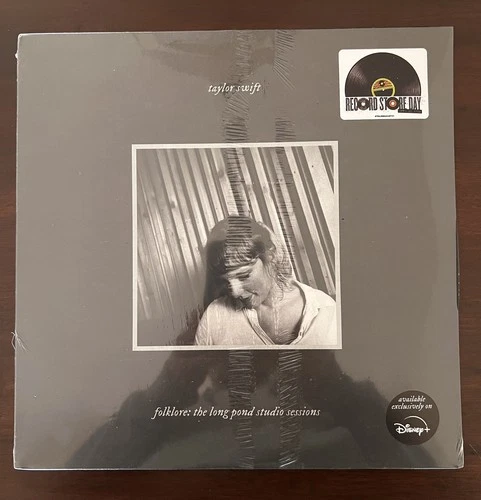 taylor swift
RECORD STORE DAY
folklore: the long pond studio sessions
available
exclusively on
Disney+